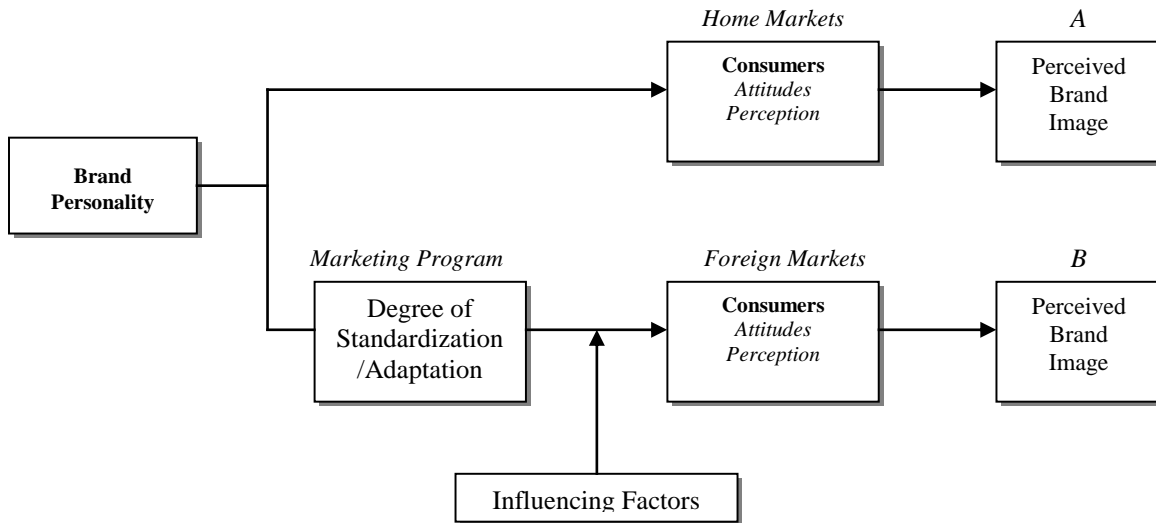 Home Markets
A
Consumers
Attitudes
Perception
Perceived
Brand
Image
Brand
Personality
Marketing Program
Degree of
Standardization
/Adaptation
Foreign Markets
B
Consumers
Attitudes
Perception
Perceived
Brand
Image
Influencing Factors